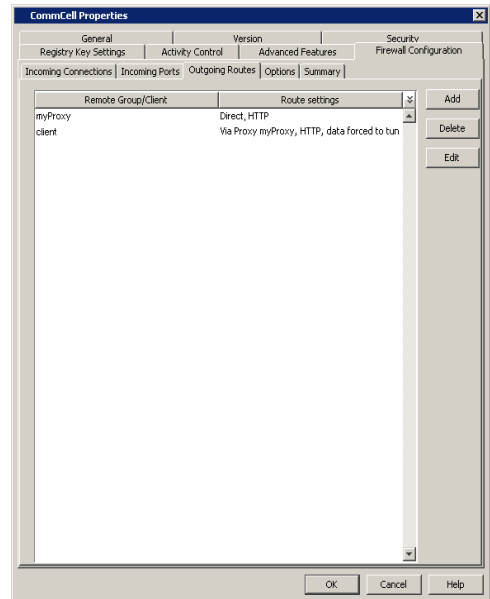 CommCell Properties
General Version Security
Registry Key Settings Activity Control Advanced Features Firewall Configuration
Incoming Connections Incoming Ports Outgoing Routes Options Summary
Remote Group/Client Route settings Add
myProxy Direct, HTTP
client Via Proxy myProxy, HTTP, data forced to tun Delete
Edit
OK Cancel Help